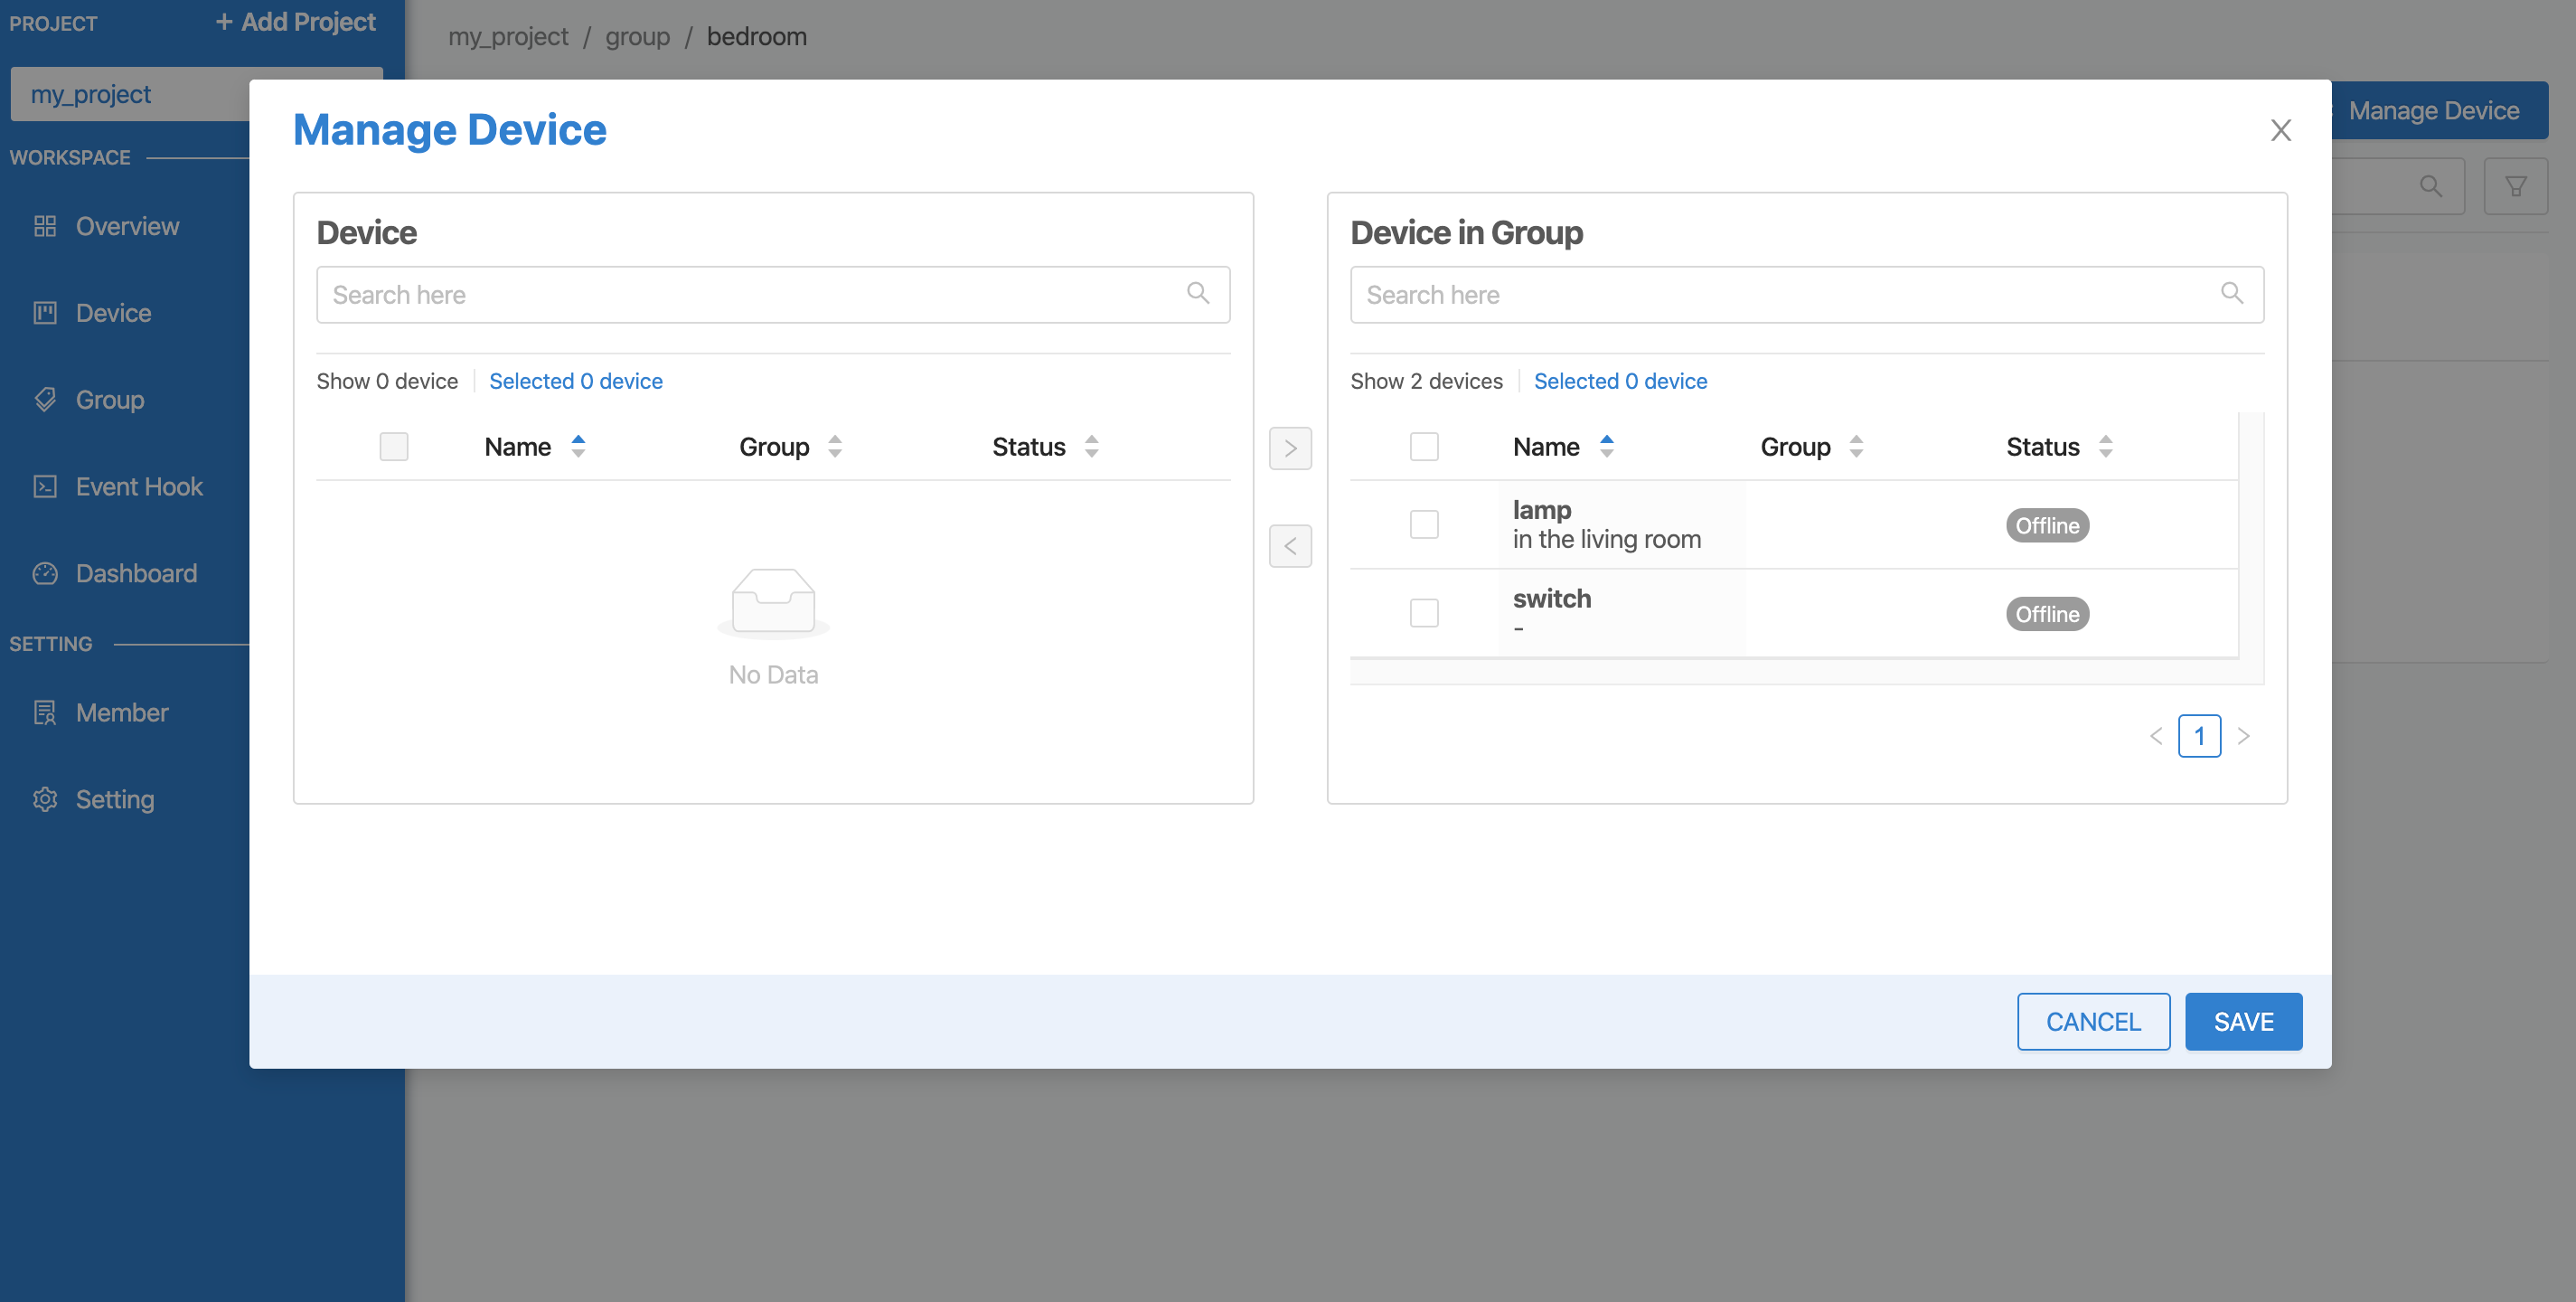 PROJECT
+ Add Project
my_project
WORKSPACE
Overview
Device
Group
Event Hook
Dashboard
SETTING
Member
Setting
my_project / group / bedroom
Manage Device
Manage Device
X
Device
Search here
Show 0 device
Selected 0 device
Name
Group
Status
No Data
>
<
Device in Group
Search here
Show 2 devices
Selected 0 device
Name
Group
Status
lamp
in the living room
Offline
switch
-
Offline
< 1 >
CANCEL
SAVE